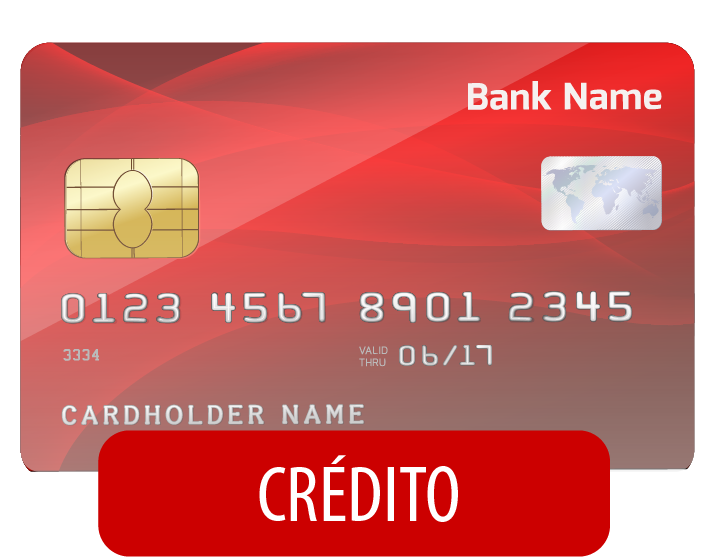 Bank Name
0123 4567 8901 2345
3334
VALID THRU 06/17
CARDHOLDER NAME
CRÉDITO